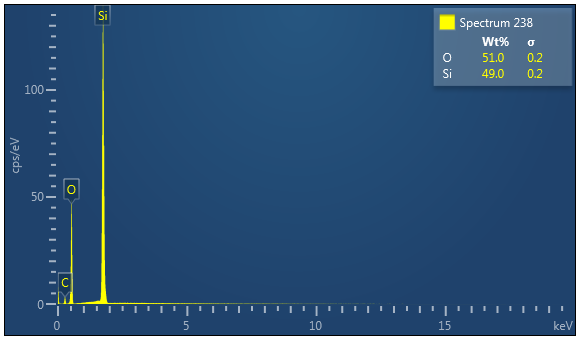 Si
Spectrum 238
Wt% σ
O 51.0 0.2
Si 49.0 0.2
100
cps/eV
O
50
C
0
0 5 10 15 keV